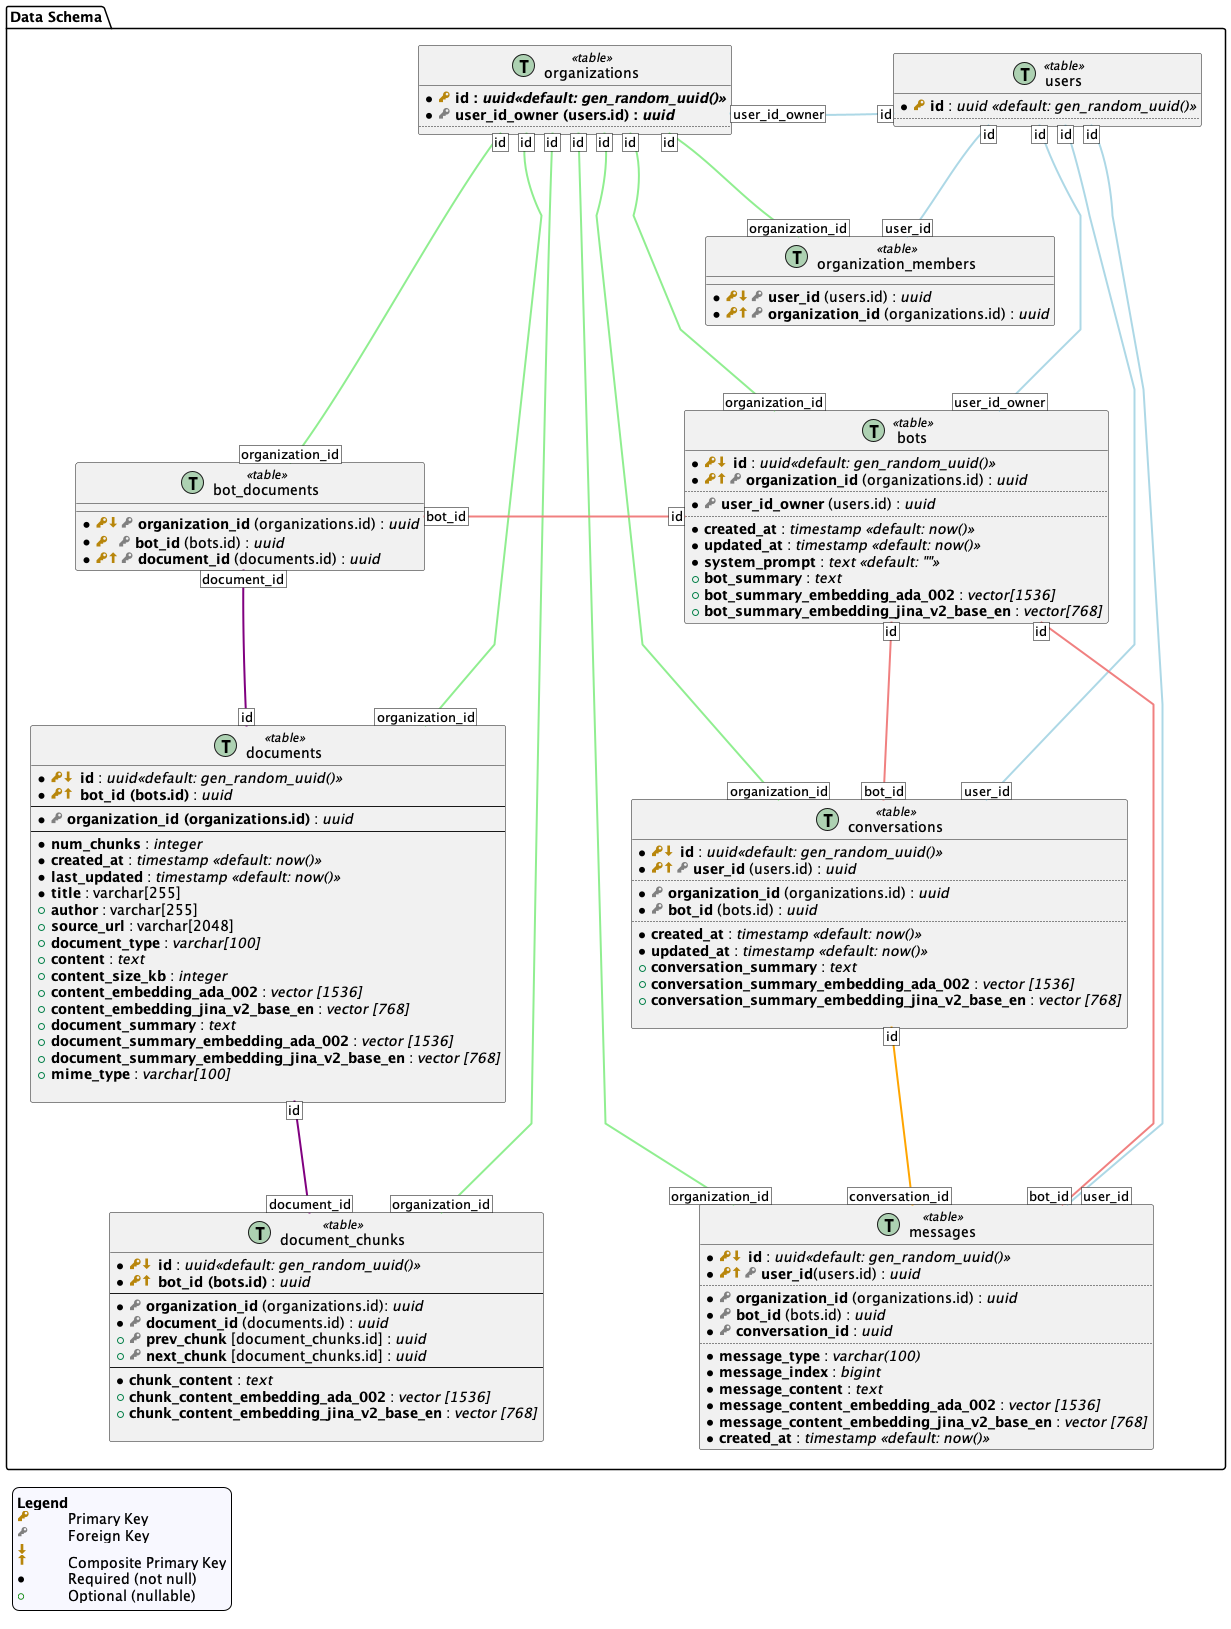 Data Schema
«table»
T organizations
id : uuid«default: gen_random_uuid()»
user_id_owner (users.id) : uuid
«table»
T users
id : uuid «default: gen_random_uuid()»
user_id_owner
id
id
id
id
id
id
id
id
id
id
id
id
organization_id
user_id
«table»
T organization_members
user_id (users.id) : uuid
organization_id (organizations.id) : uuid
organization_id
user_id_owner
«table»
T bots
id : uuid«default: gen_random_uuid()»
organization_id (organizations.id) : uuid
user_id_owner (users.id) : uuid
created_at : timestamp «default: now()»
updated_at : timestamp «default: now()»
system_prompt : text «default: ""»
bot_summary : text
bot_summary_embedding_ada_002 : vector[1536]
bot_summary_embedding_jina_v2_base_en : vector[768]
id
id
organization_id
«table»
T bot_documents
organization_id (organizations.id) : uuid
bot_id (bots.id) : uuid
document_id (documents.id) : uuid
bot_id
id
document_id
id
organization_id
«table»
T documents
id : uuid«default: gen_random_uuid()»
bot_id (bots.id) : uuid
organization_id (organizations.id) : uuid
num_chunks : integer
created_at : timestamp «default: now()»
last_updated : timestamp «default: now()»
title : varchar[255]
author : varchar[255]
source_url : varchar[2048]
document_type : varchar[100]
content : text
content_size_kb : integer
content_embedding_ada_002 : vector [1536]
content_embedding_jina_v2_base_en : vector [768]
document_summary : text
document_summary_embedding_ada_002 : vector [1536]
document_summary_embedding_jina_v2_base_en : vector [768]
mime_type : varchar[100]
id
organization_id
bot_id
user_id
«table»
T conversations
id : uuid«default: gen_random_uuid()»
user_id (users.id) : uuid
organization_id (organizations.id) : uuid
bot_id (bots.id) : uuid
created_at : timestamp «default: now()»
updated_at : timestamp «default: now()»
conversation_summary : text
conversation_summary_embedding_ada_002 : vector [1536]
conversation_summary_embedding_jina_v2_base_en : vector [768]
id
document_id
organization_id
«table»
T document_chunks
id : uuid«default: gen_random_uuid()»
bot_id (bots.id) : uuid
organization_id (organizations.id): uuid
document_id (documents.id) : uuid
prev_chunk [document_chunks.id] : uuid
next_chunk [document_chunks.id] : uuid
chunk_content : text
chunk_content_embedding_ada_002 : vector [1536]
chunk_content_embedding_jina_v2_base_en : vector [768]
organization_id
conversation_id
bot_id
user_id
«table»
T messages
id : uuid«default: gen_random_uuid()»
user_id(users.id) : uuid
organization_id (organizations.id) : uuid
bot_id (bots.id) : uuid
conversation_id : uuid
message_type : varchar(100)
message_index : bigint
message_content : text
message_content_embedding_ada_002 : vector [1536]
message_content_embedding_jina_v2_base_en : vector [768]
created_at : timestamp «default: now()»
Legend
Primary Key
Foreign Key
Composite Primary Key
Required (not null)
Optional (nullable)